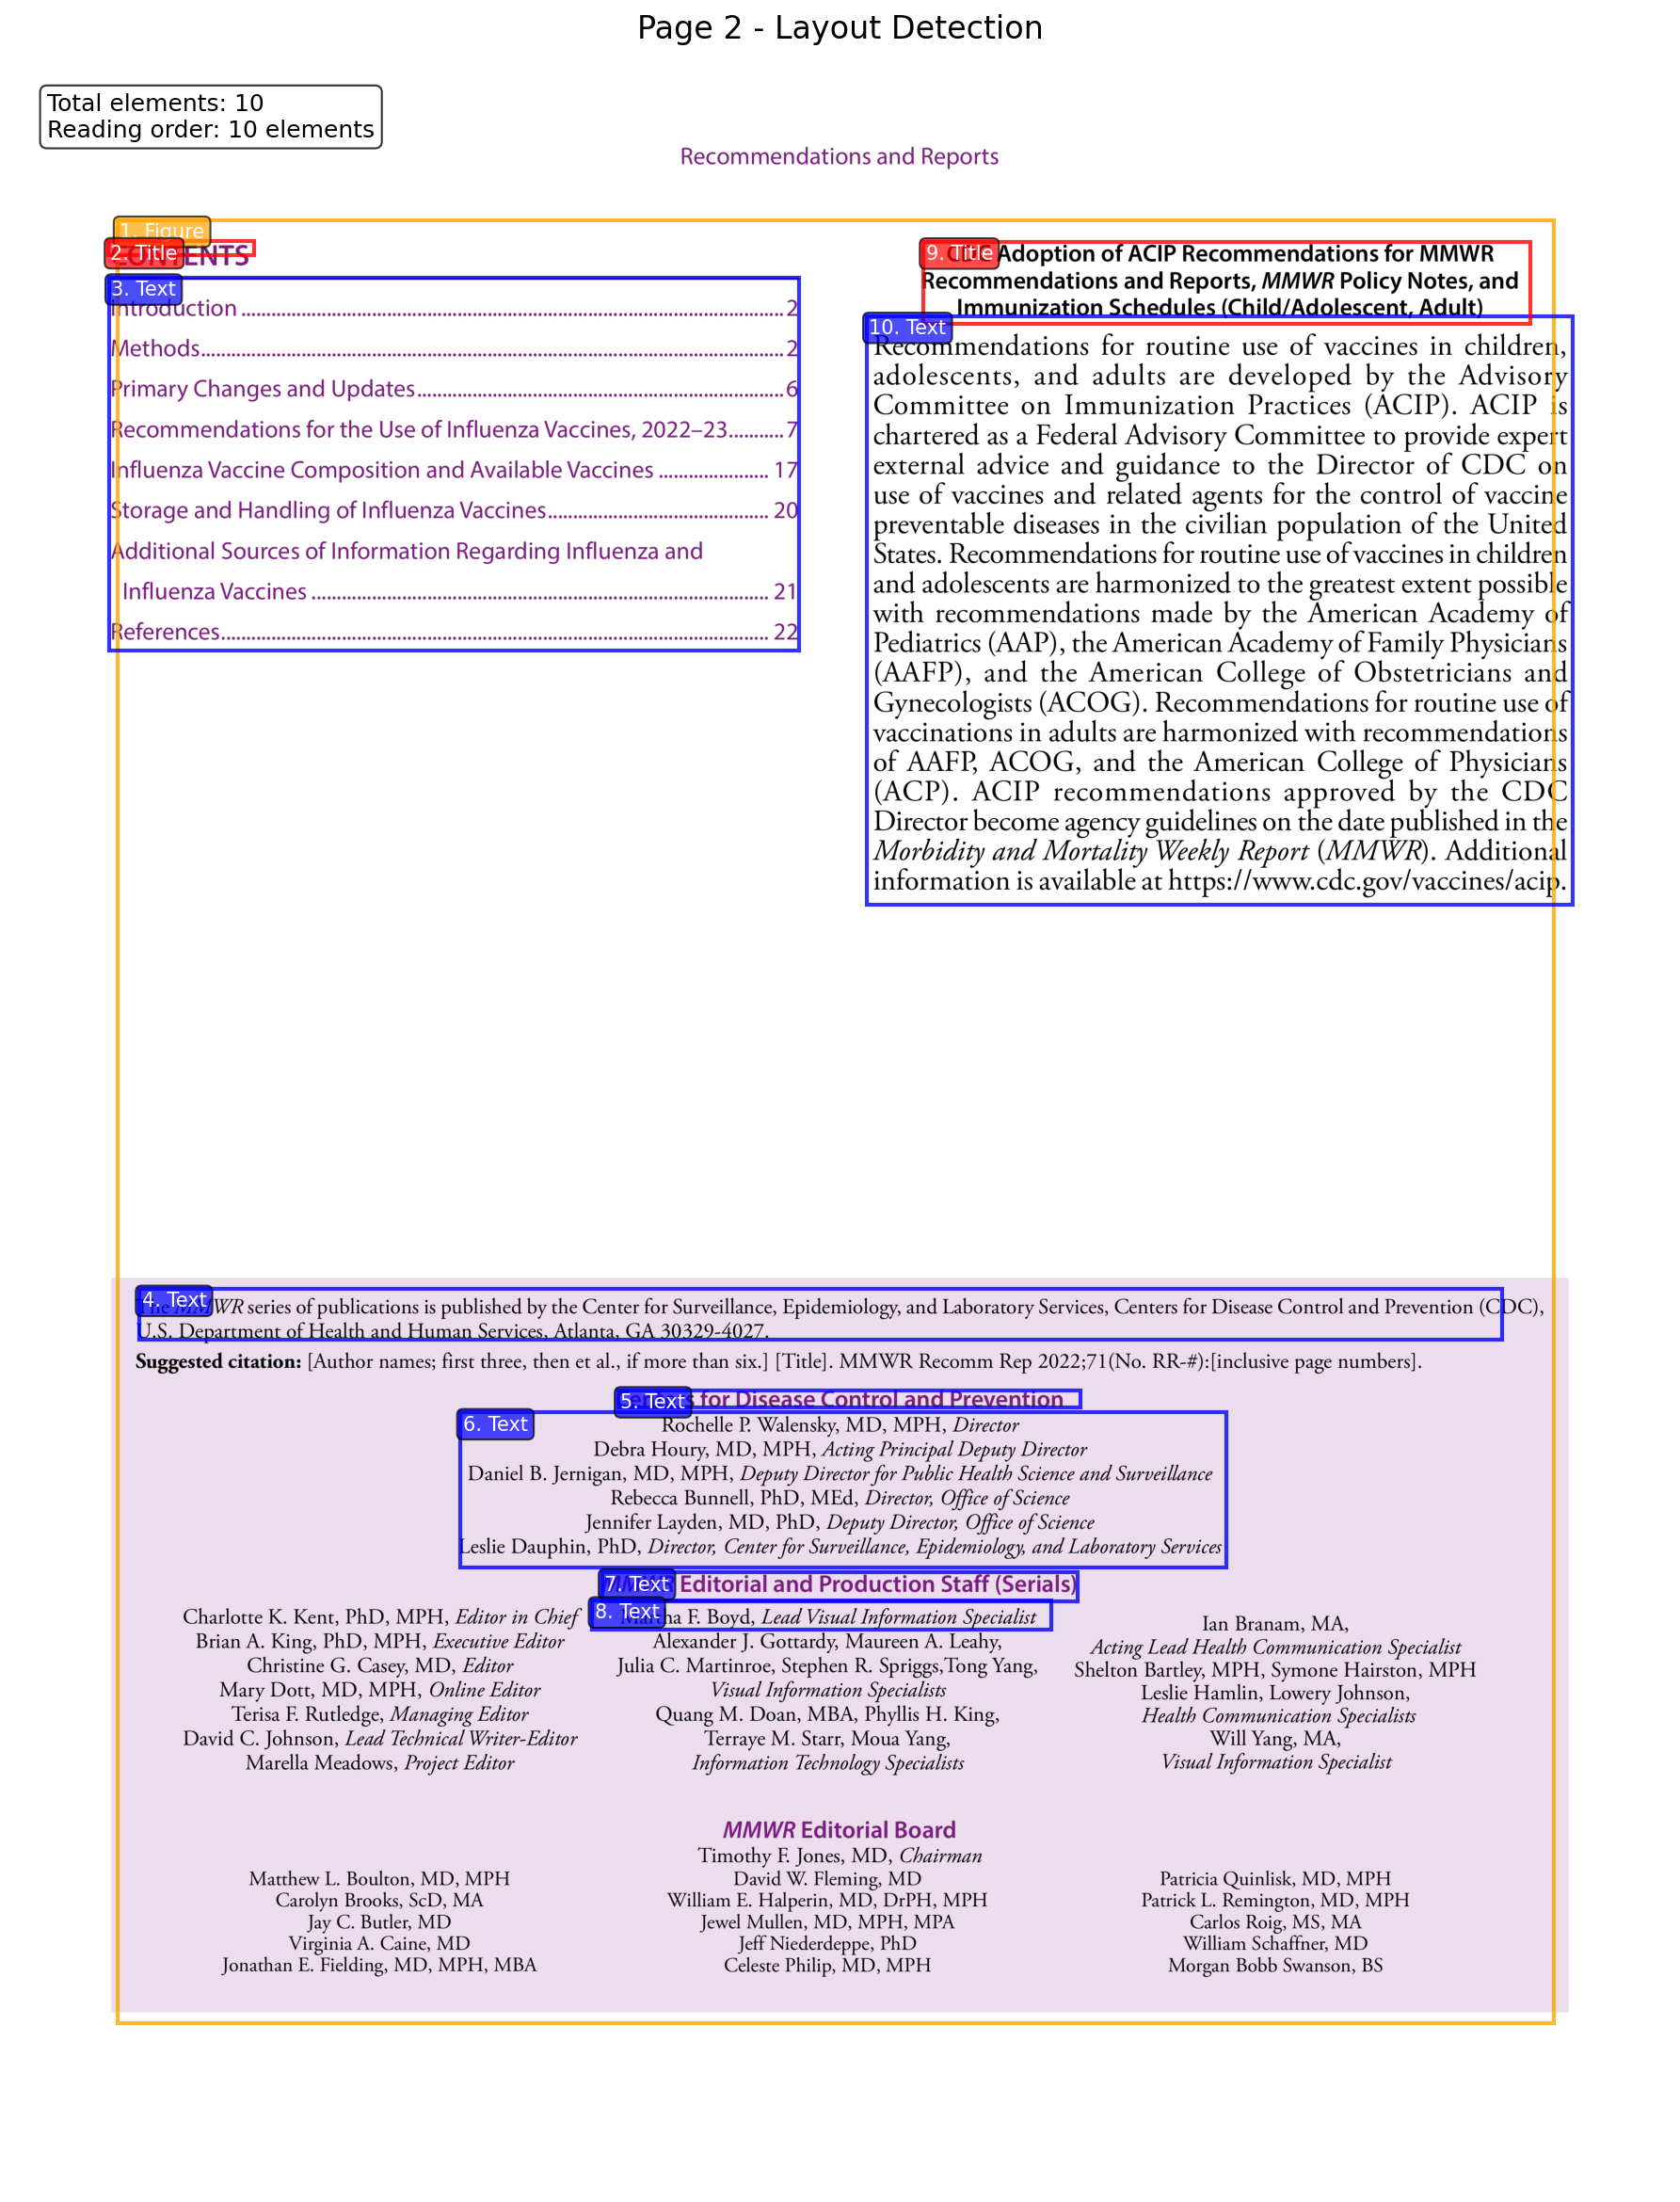 Page 2 - Layout Detection
Total elements: 10
Reading order: 10 elements
Recommendations and Reports
1. Figure
2. Title
3. Text
Introduction 2
Methods 2
Primary Changes and Updates 6
Recommendations for the Use of Influenza Vaccines, 2022–23 7
Influenza Vaccine Composition and Available Vaccines 17
Storage and Handling of Influenza Vaccines 20
Additional Sources of Information Regarding Influenza and
Influenza Vaccines 21
References 22
9. Title
Adoption of ACIP Recommendations for MMWR
Recommendations and Reports, MMWR Policy Notes, and
Immunization Schedules (Child/Adolescent, Adult)
10. Text
Recommendations for routine use of vaccines in children,
adolescents, and adults are developed by the Advisory
Committee on Immunization Practices (ACIP). ACIP is
chartered as a Federal Advisory Committee to provide expert
external advice and guidance to the Director of CDC on
use of vaccines and related agents for the control of vaccine
preventable diseases in the civilian population of the United
States. Recommendations for routine use of vaccines in children
and adolescents are harmonized to the greatest extent possible
with recommendations made by the American Academy of
Pediatrics (AAP), the American Academy of Family Physicians
(AAFP), and the American College of Obstetricians and
Gynecologists (ACOG). Recommendations for routine use of
vaccinations in adults are harmonized with recommendations
of AAFP, ACOG, and the American College of Physicians
(ACP). ACIP recommendations approved by the CDC
Director become agency guidelines on the date published in the
Morbidity and Mortality Weekly Report (MMWR). Additional
information is available at https://www.cdc.gov/vaccines/acip.
4. Text
series of publications is published by the Center for Surveillance, Epidemiology, and Laboratory Services, Centers for Disease Control and Prevention (CDC),
U.S. Department of Health and Human Services, Atlanta, GA 30329-4027.
Suggested citation: [Author names; first three, then et al., if more than six.] [Title]. MMWR Recomm Rep 2022;71(No. RR-#):[inclusive page numbers].
5. Text
for Disease Control and Prevention
6. Text
Rochelle P. Walensky, MD, MPH, Director
Debra Houry, MD, MPH, Acting Principal Deputy Director
Daniel B. Jernigan, MD, MPH, Deputy Director for Public Health Science and Surveillance
Rebecca Bunnell, PhD, MEd, Director, Office of Science
Jennifer Layden, MD, PhD, Deputy Director, Office of Science
Leslie Dauphin, PhD, Director, Center for Surveillance, Epidemiology, and Laboratory Services
7. Text
Editorial and Production Staff (Serials)
Charlotte K. Kent, PhD, MPH, Editor in Chief
Brian A. King, PhD, MPH, Executive Editor
Christine G. Casey, MD, Editor
Mary Dott, MD, MPH, Online Editor
Terisa F. Rutledge, Managing Editor
David C. Johnson, Lead Technical Writer-Editor
Marella Meadows, Project Editor
8. Text
F. Boyd, Lead Visual Information Specialist
Alexander J. Gottardy, Maureen A. Leahy,
Julia C. Martinroe, Stephen R. Spriggs,Tong Yang,
Visual Information Specialists
Quang M. Doan, MBA, Phyllis H. King,
Terraye M. Starr, Moua Yang,
Information Technology Specialists
Ian Branam, MA,
Acting Lead Health Communication Specialist
Shelton Bartley, MPH, Symone Hairston, MPH
Leslie Hamlin, Lowery Johnson,
Health Communication Specialists
Will Yang, MA,
Visual Information Specialist
MMWR Editorial Board
Timothy F. Jones, MD, Chairman
Matthew L. Boulton, MD, MPH
Carolyn Brooks, ScD, MA
Jay C. Butler, MD
Virginia A. Caine, MD
Jonathan E. Fielding, MD, MPH, MBA
David W. Fleming, MD
William E. Halperin, MD, DrPH, MPH
Jewel Mullen, MD, MPH, MPA
Jeff Niederdeppe, PhD
Celeste Philip, MD, MPH
Patricia Quinlisk, MD, MPH
Patrick L. Remington, MD, MPH
Carlos Roig, MS, MA
William Schaffner, MD
Morgan Bobb Swanson, BS